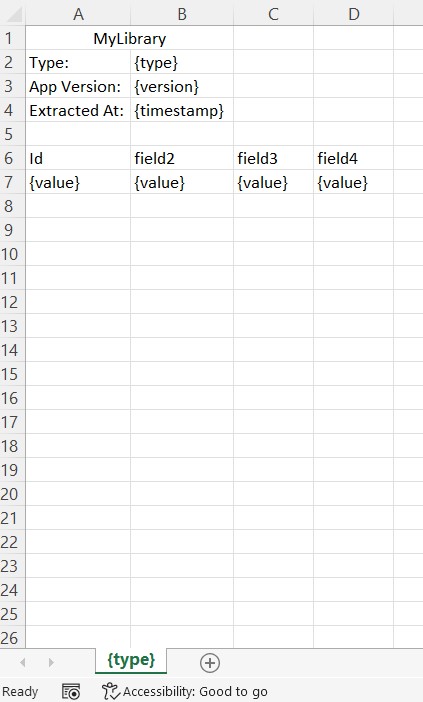 A B C D
1 MyLibrary
2 Type: {type}
3 App Version: {version}
4 Extracted At: {timestamp}
5
6 Id field2 field3 field4
7 {value} {value} {value} {value}
8
9
10
11
12
13
14
15
16
17
18
19
20
21
22
23
24
25
26
{type}
Ready Accessibility: Good to go